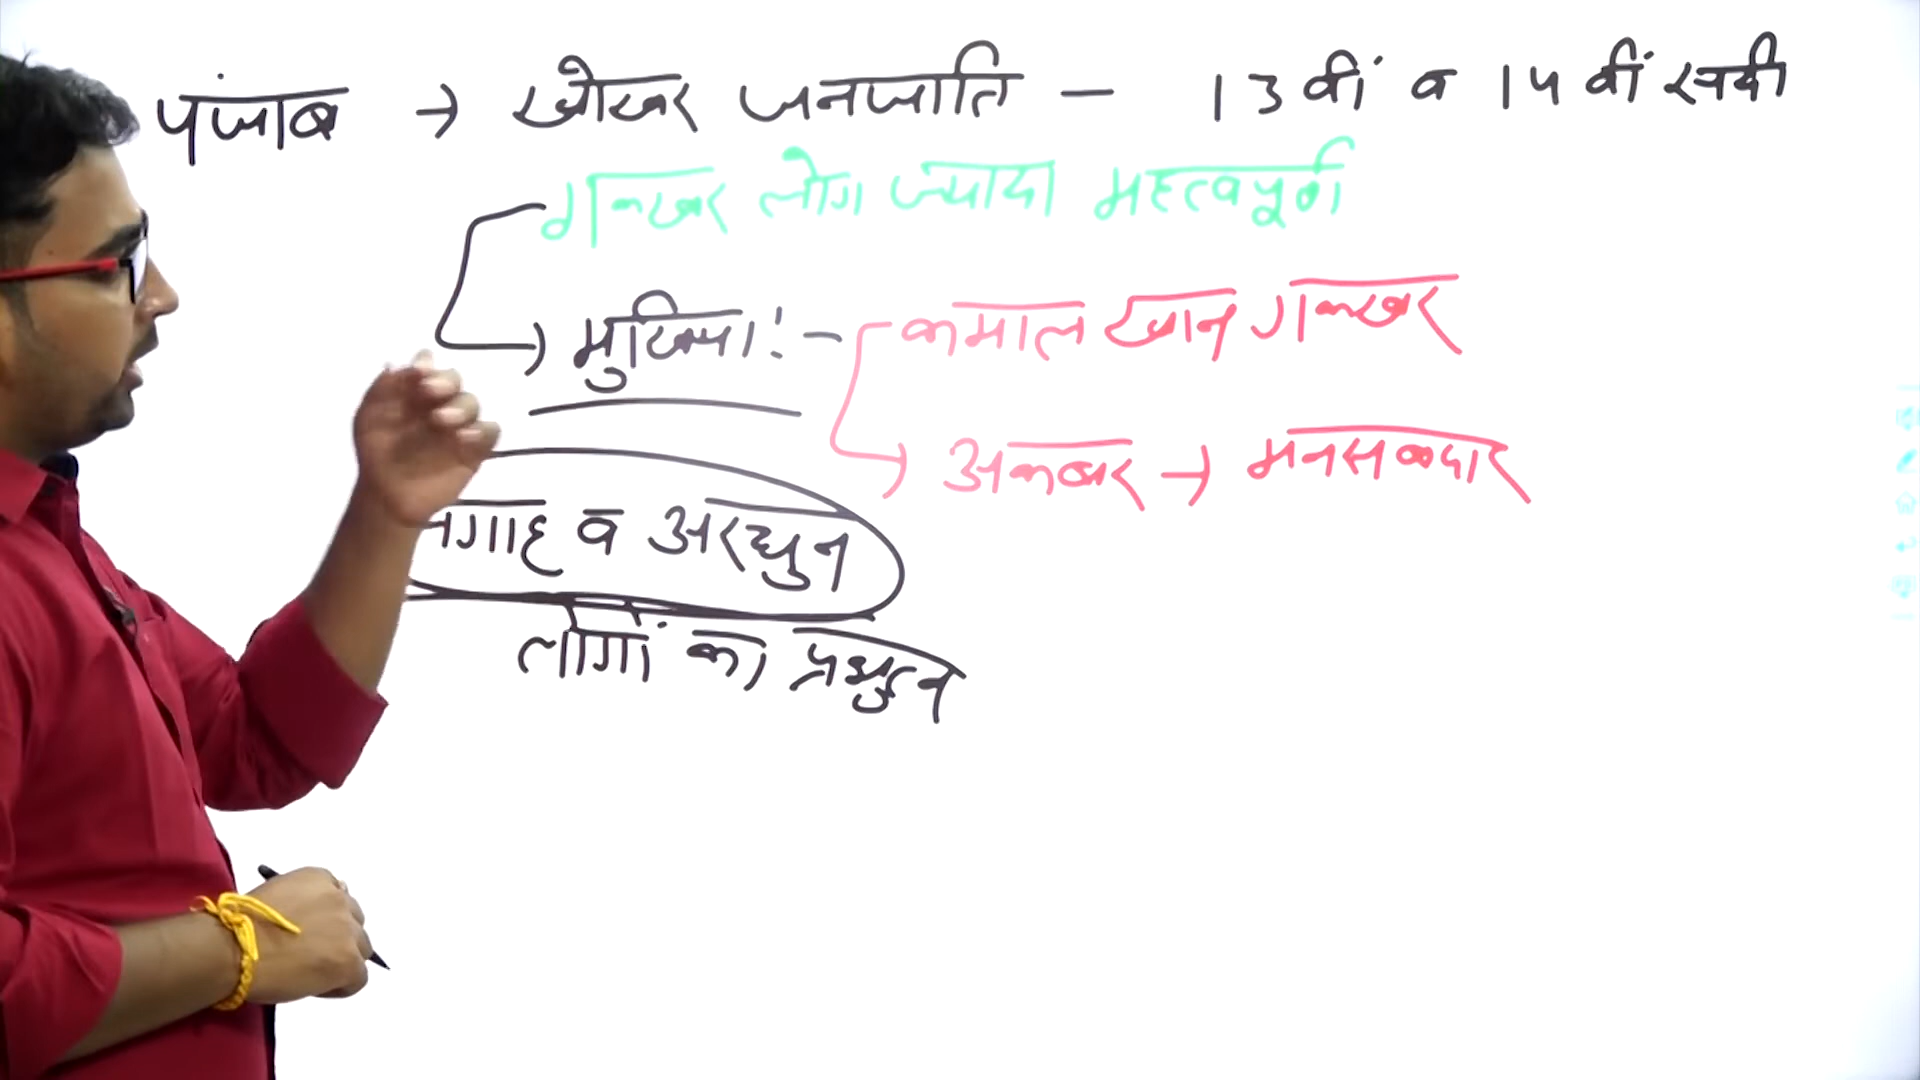 पंजाब → खोखर जनजाति - 13 वीं व 14 वीं सदी
गक्खर लोग ज्यादा महत्वपूर्ण
→ मुखिया :- कमाल खान गक्खर
→ अकबर → मनसबदार
व अरघुन
लोगों का प्रभुत्व